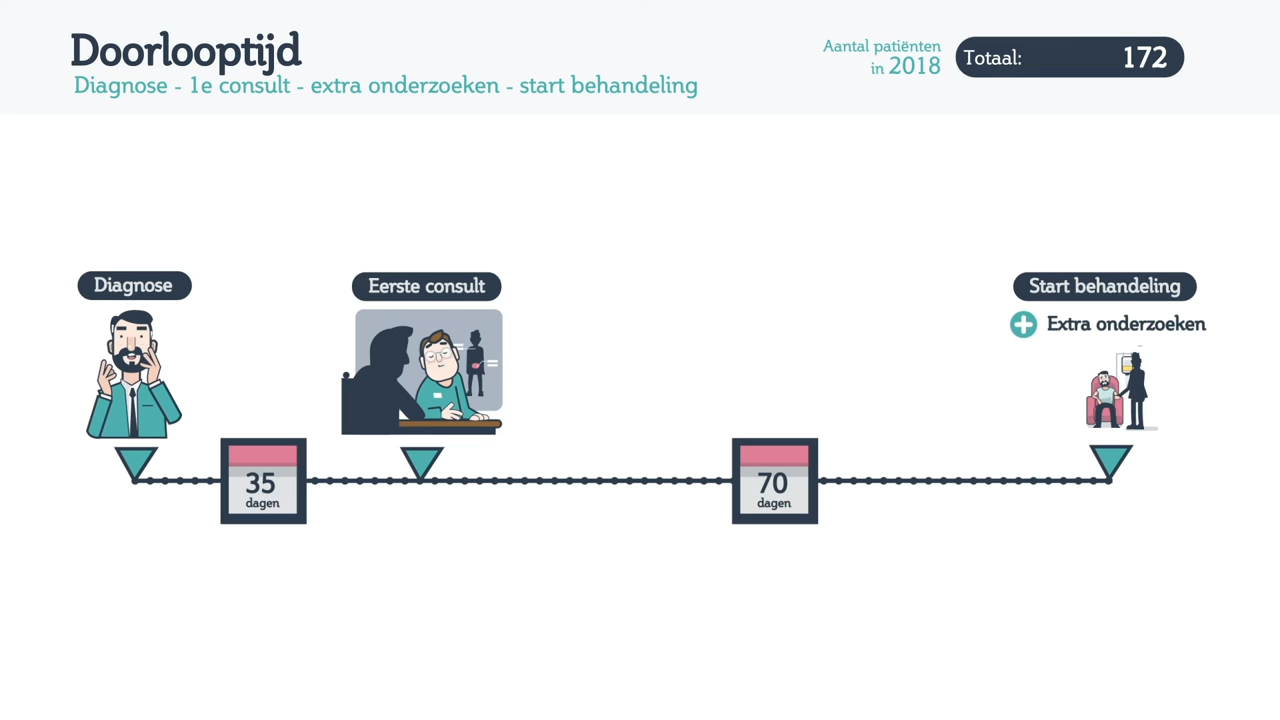 Doorlooptijd
Diagnose - 1e consult - extra onderzoeken - start behandeling
Aantal patiënten
in 2018
Totaal: 172
Diagnose
Eerste consult
Start behandeling
Extra onderzoeken
35
dagen
70
dagen